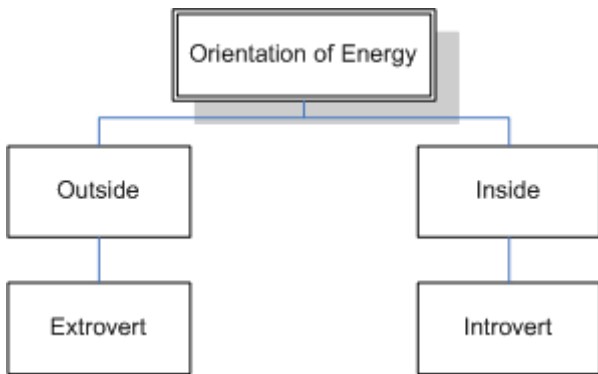 Orientation of Energy
Outside
Inside
Extrovert
Introvert